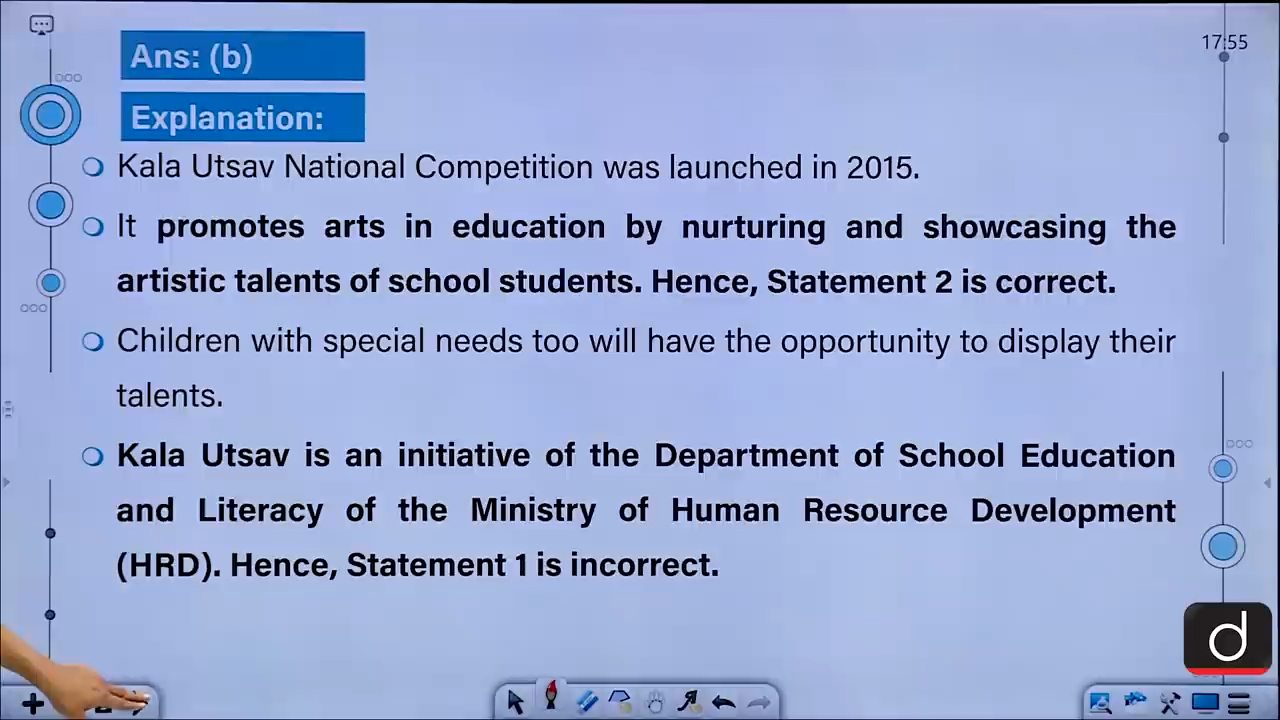 17:55
Ans: (b)
Explanation:
Kala Utsav National Competition was launched in 2015.
It promotes arts in education by nurturing and showcasing the
artistic talents of school students. Hence, Statement 2 is correct.
Children with special needs too will have the opportunity to display their
talents.
Kala Utsav is an initiative of the Department of School Education
and Literacy of the Ministry of Human Resource Development
(HRD). Hence, Statement 1 is incorrect.
d